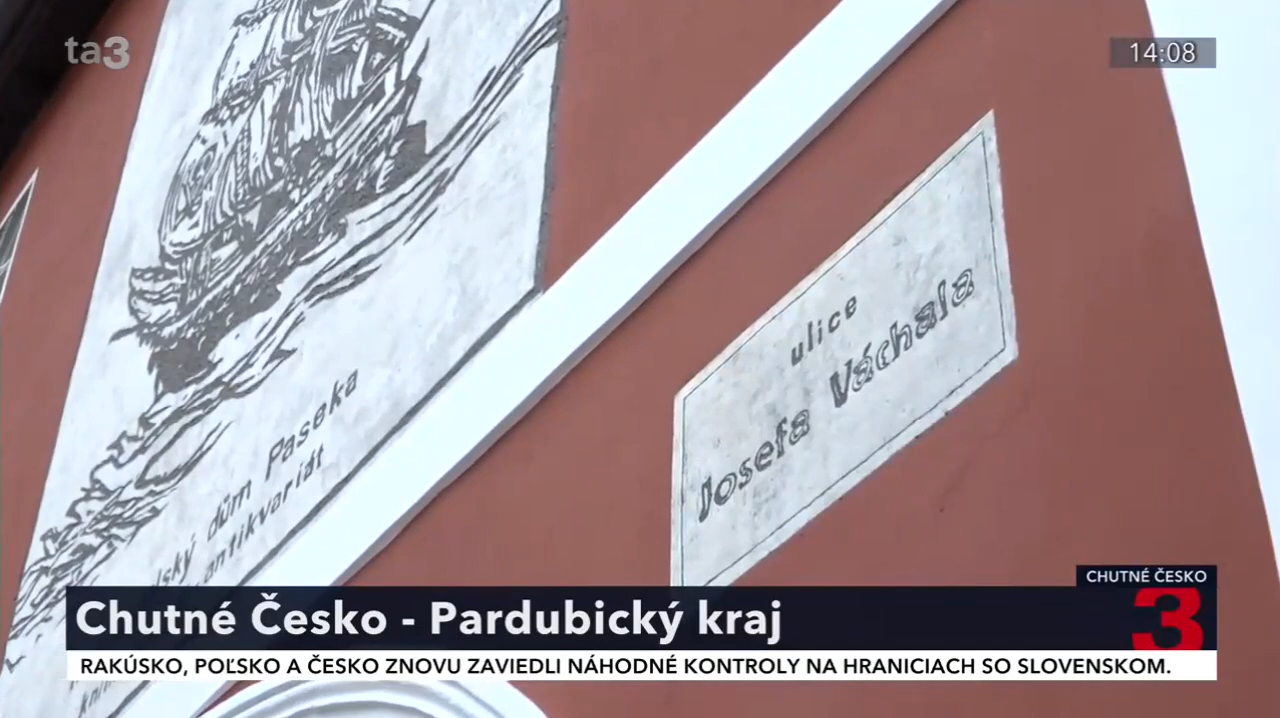 ta3
14:08
ulice
Josefa Váchala
dům Paseka
antikvariát
CHUTNÉ ČESKO
3
Chutné Česko - Pardubický kraj
RAKÚSKO, POĽSKO A ČESKO ZNOVU ZAVIEDLI NÁHODNÉ KONTROLY NA HRANICIACH SO SLOVENSKOM.